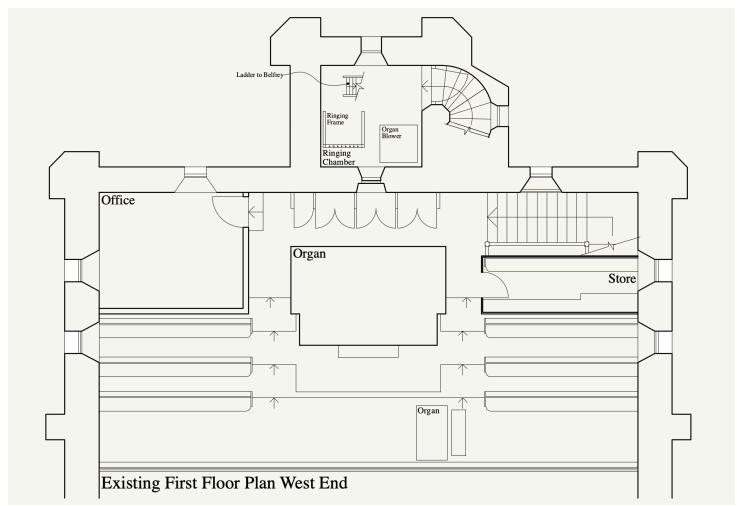 Ladder to Belfrey
Ringing
Frame
Organ
Blower
Ringing
Chamber
Office
Organ
Store
Organ
Existing First Floor Plan West End